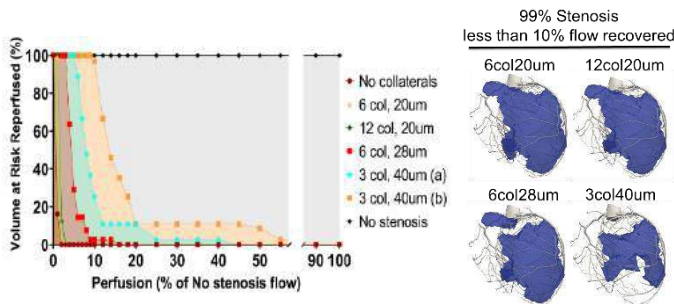 Volume at Risk Reperfused (%)
100
80
60
40
20
0
0 10 20 30 40 50 90 100
Perfusion (% of No stenosis flow)
No collaterals
6 col, 20um
12 col, 20um
6 col, 28um
3 col, 40um (a)
3 col, 40um (b)
No stenosis
99% Stenosis
less than 10% flow recovered
6col20um 12col20um
6col28um 3col40um